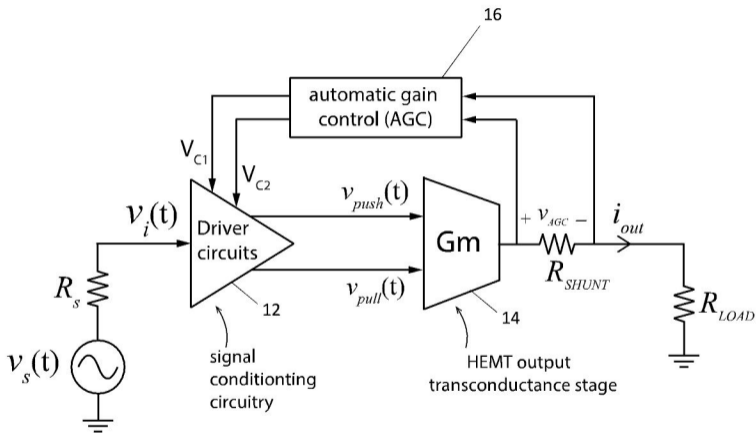 16
automatic gain
control (AGC)
V_C1
V_C2
v_i(t)
Driver
circuits
v_push(t)
v_pull(t)
Gm
+ v_AGC −
i_out
R_SHUNT
R_s
12
14
R_LOAD
v_s(t)
signal
conditionting
circuitry
HEMT output
transconductance stage